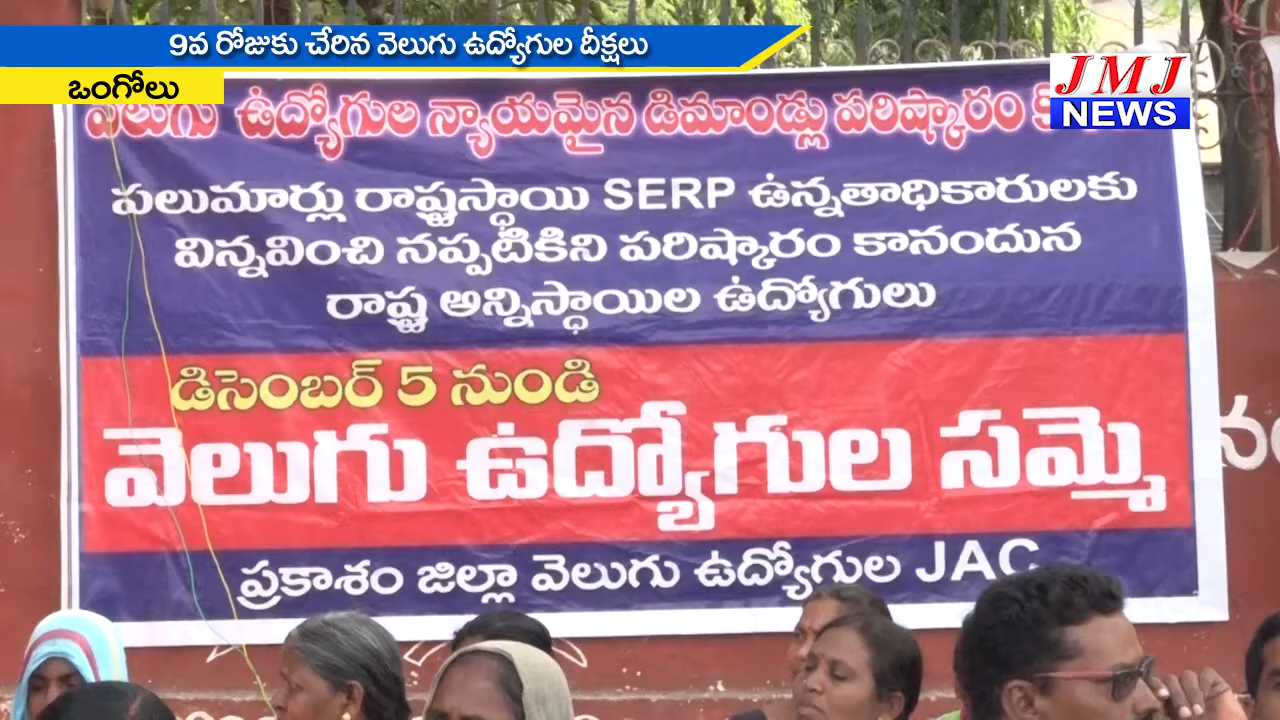 9వ రోజుకు చేరిన వెలుగు ఉద్యోగుల దీక్షలు
ఒంగోలు
JMJ
NEWS
వెలుగు ఉద్యోగుల న్యాయమైన డిమాండ్లు పరిష్కారం
పలుమార్లు రాష్ట్రస్థాయి SERP ఉన్నతాధికారులకు
విన్నవించి నప్పటికిని పరిష్కారం కానందున
రాష్ట్ర అన్నిస్థాయిల ఉద్యోగులు
డిసెంబర్ 5 నుండి
వెలుగు ఉద్యోగుల సమ్మె
ప్రకాశం జిల్లా వెలుగు ఉద్యోగుల JAC